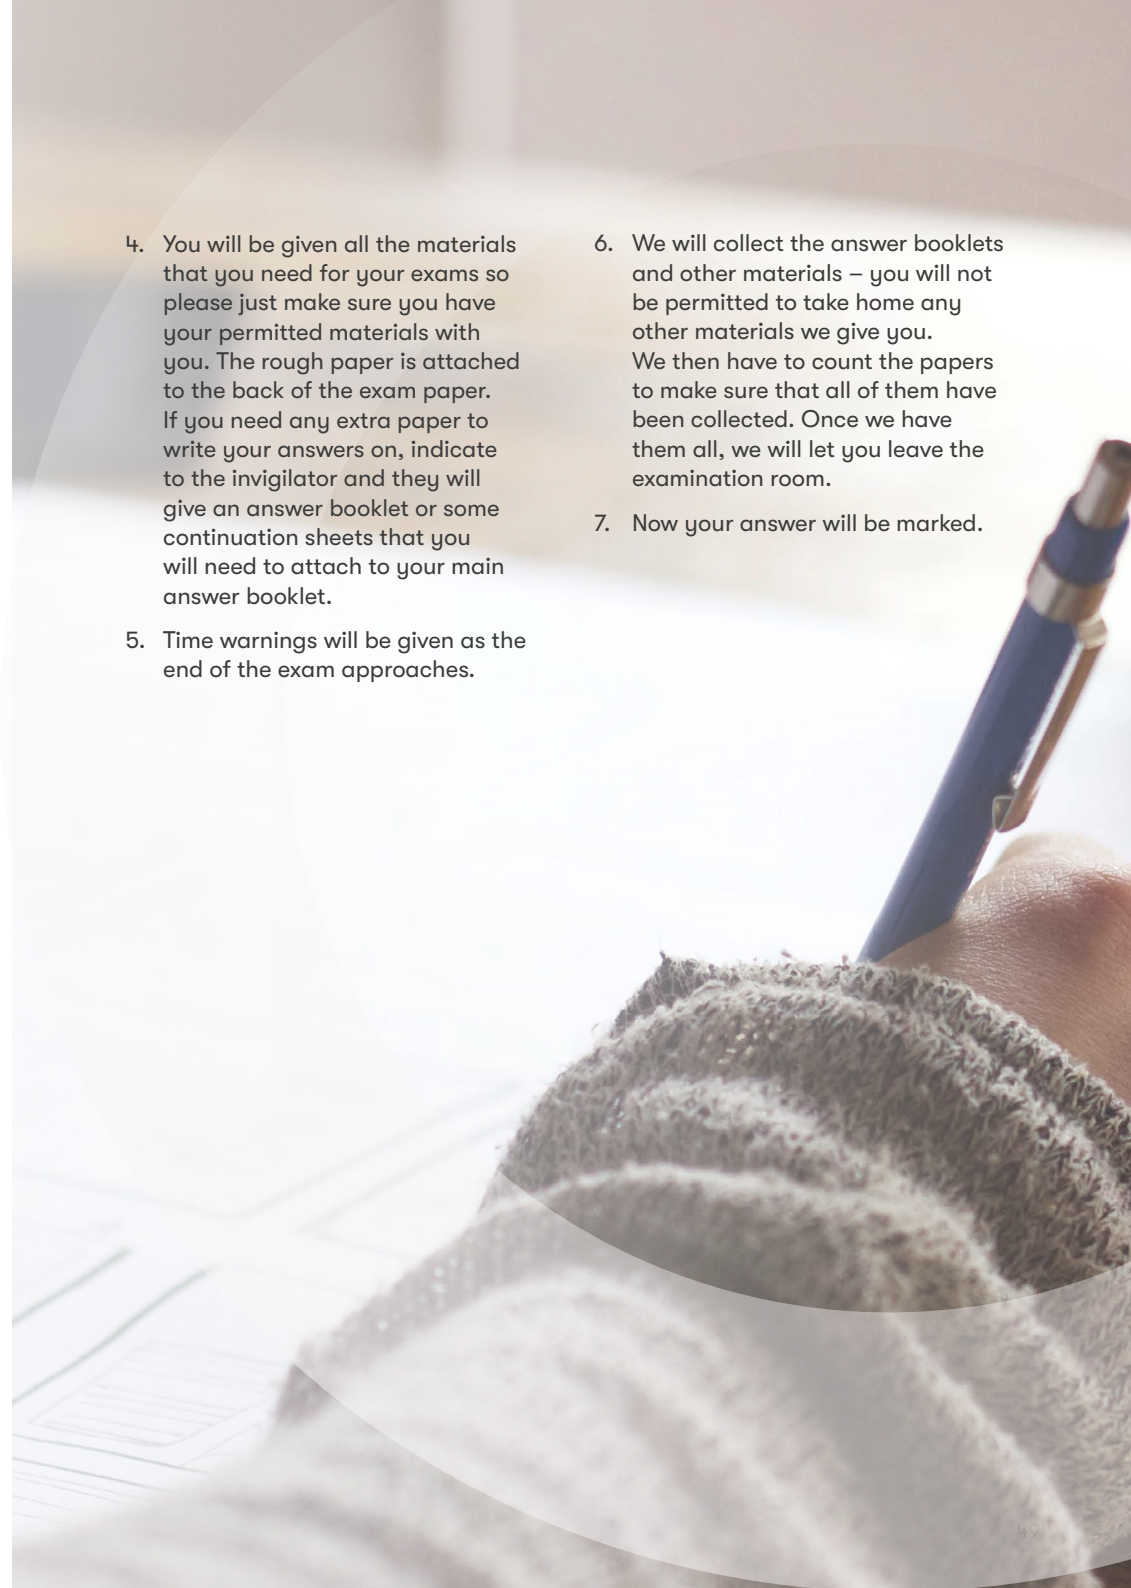 4. You will be given all the materials
that you need for your exams so
please just make sure you have
your permitted materials with
you. The rough paper is attached
to the back of the exam paper.
If you need any extra paper to
write your answers on, indicate
to the invigilator and they will
give an answer booklet or some
continuation sheets that you
will need to attach to your main
answer booklet.
5. Time warnings will be given as the
end of the exam approaches.
6. We will collect the answer booklets
and other materials – you will not
be permitted to take home any
other materials we give you.
We then have to count the papers
to make sure that all of them have
been collected. Once we have
them all, we will let you leave the
examination room.
7. Now your answer will be marked.
49